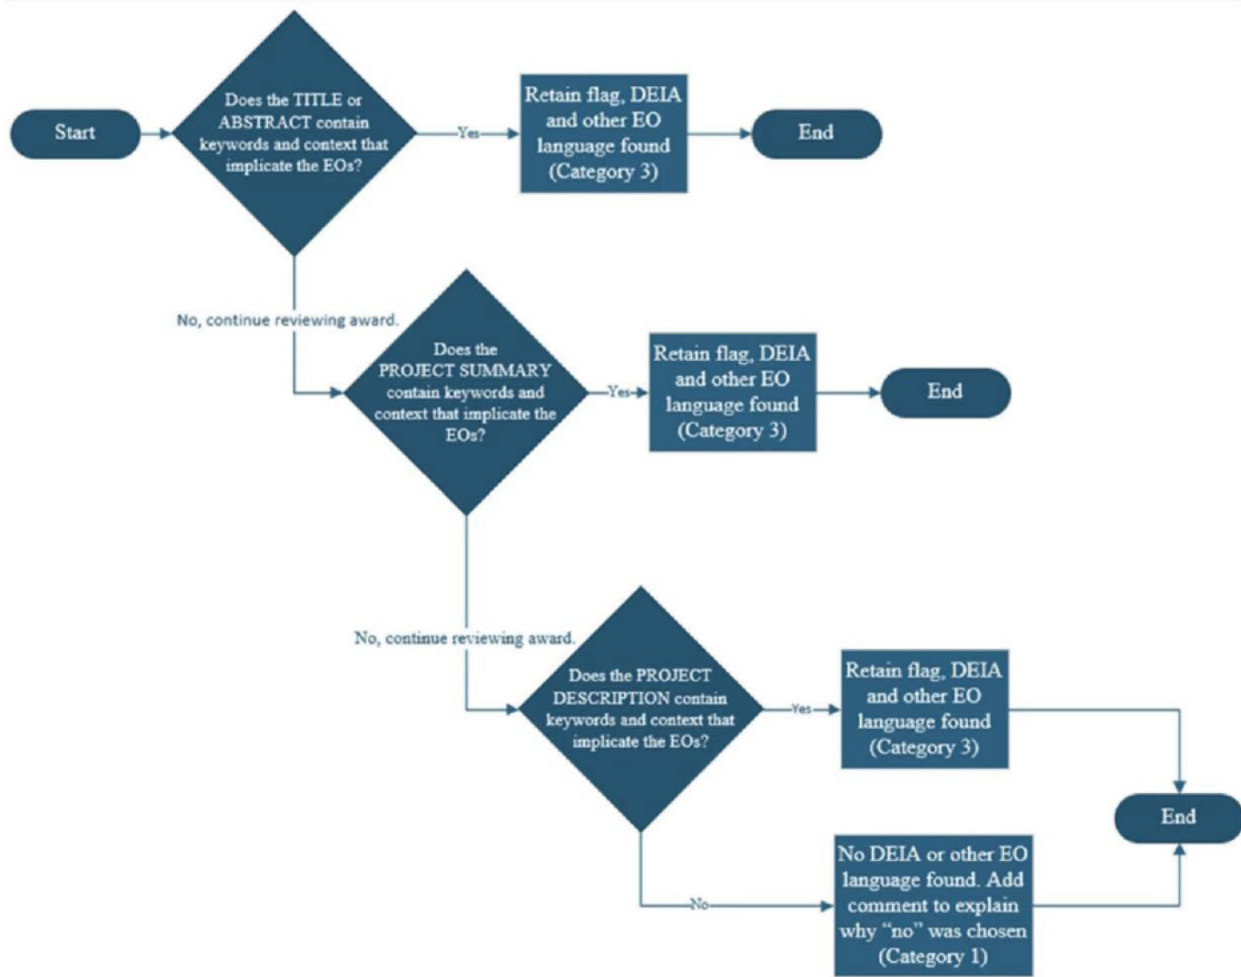 Start
Does the TITLE or
ABSTRACT contain
keywords and context that
implicate the EOs?
Yes
Retain flag, DEIA
and other EO
language found
(Category 3)
End
No, continue reviewing award.
Does the
PROJECT SUMMARY
contain keywords and
context that implicate the
EOs?
Yes
Retain flag, DEIA
and other EO
language found
(Category 3)
End
No, continue reviewing award.
Does the PROJECT
DESCRIPTION contain
keywords and context that
implicate the EOs?
Yes
Retain flag, DEIA
and other EO
language found
(Category 3)
End
No
No DEIA or other EO
language found. Add
comment to explain
why “no” was chosen
(Category 1)